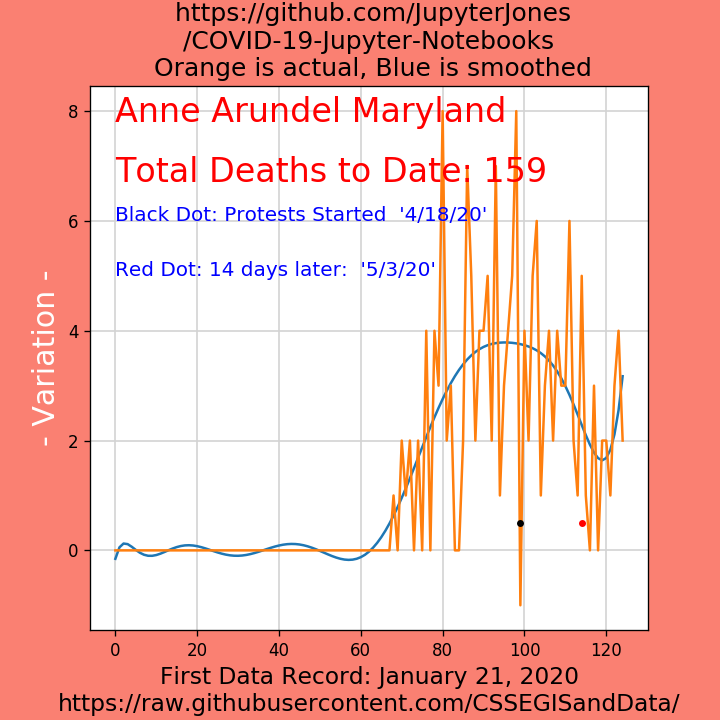 https://github.com/JupyterJones
/COVID-19-Jupyter-Notebooks
Orange is actual, Blue is smoothed
Anne Arundel Maryland
Total Deaths to Date: 159
Black Dot: Protests Started  '4/18/20'
Red Dot: 14 days later:  '5/3/20'
- Variation -
8
6
4
2
0
0 20 40 60 80 100 120
First Data Record: January 21, 2020
https://raw.githubusercontent.com/CSSEGISandData/